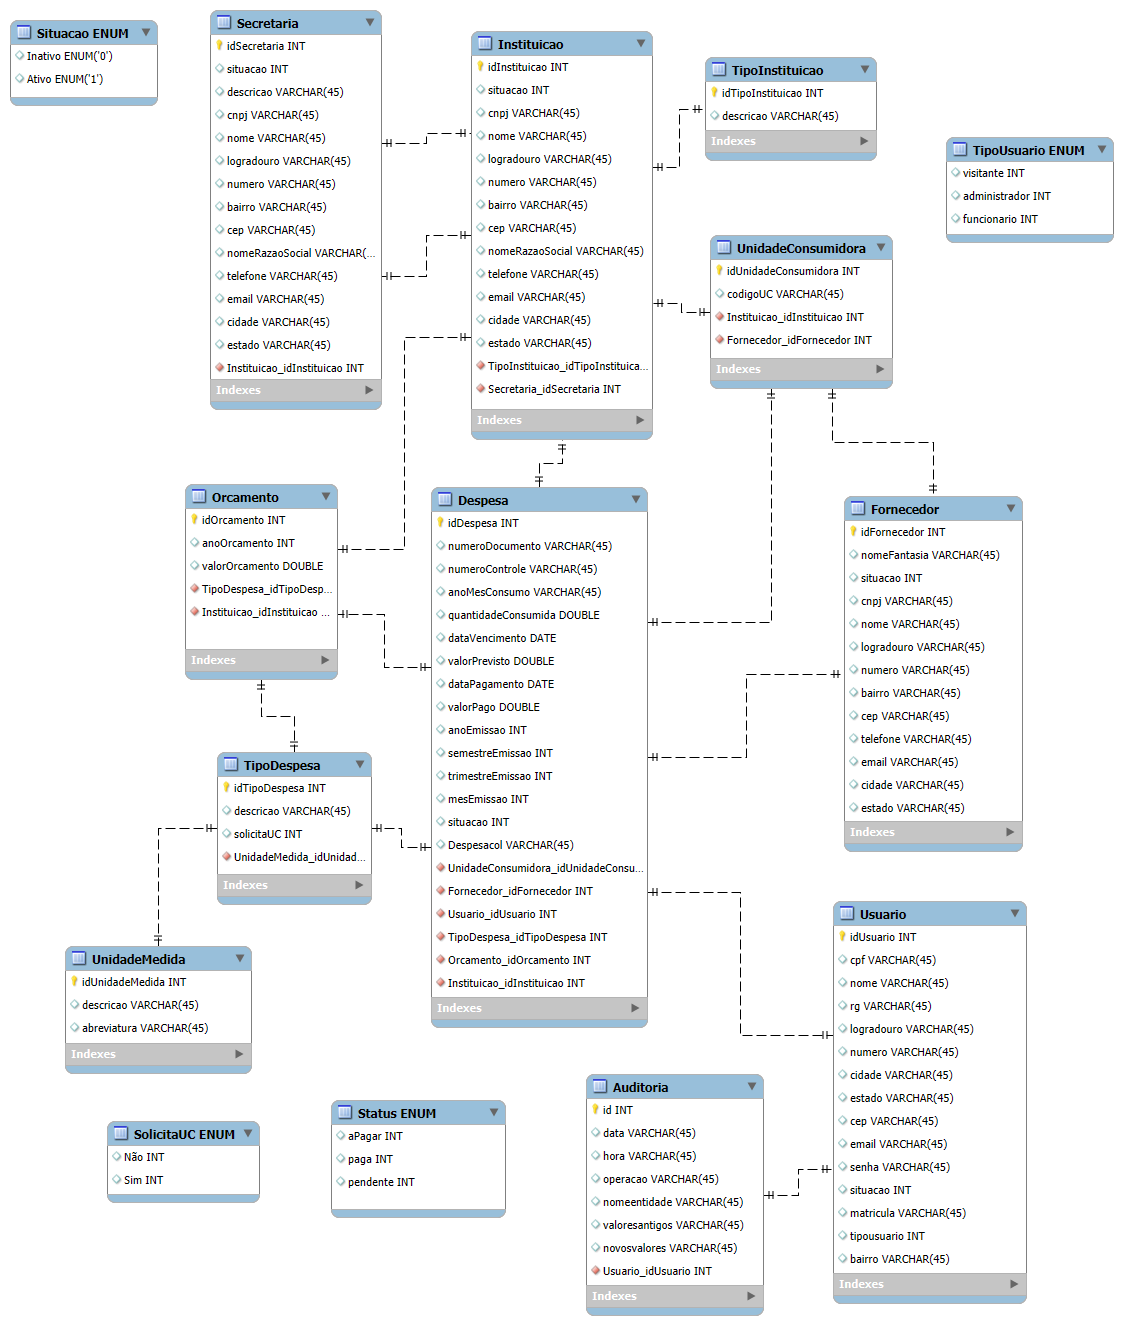 Situacao ENUM
Inativo ENUM('0')
Ativo ENUM('1')
Secretaria
idSecretaria INT
situacao INT
descricao VARCHAR(45)
cnpj VARCHAR(45)
nome VARCHAR(45)
logradouro VARCHAR(45)
numero VARCHAR(45)
bairro VARCHAR(45)
cep VARCHAR(45)
nomeRazaoSocial VARCHAR(...
telefone VARCHAR(45)
email VARCHAR(45)
cidade VARCHAR(45)
estado VARCHAR(45)
Instituicao_idInstituicao INT
Indexes
Instituicao
idInstituicao INT
situacao INT
cnpj VARCHAR(45)
nome VARCHAR(45)
logradouro VARCHAR(45)
numero VARCHAR(45)
bairro VARCHAR(45)
cep VARCHAR(45)
nomeRazaoSocial VARCHAR(45)
telefone VARCHAR(45)
email VARCHAR(45)
cidade VARCHAR(45)
estado VARCHAR(45)
TipoInstituicao_idTipoInstituica...
Secretaria_idSecretaria INT
Indexes
TipoInstituicao
idTipoInstituicao INT
descricao VARCHAR(45)
Indexes
TipoUsuario ENUM
visitante INT
administrador INT
funcionario INT
UnidadeConsumidora
idUnidadeConsumidora INT
codigoUC VARCHAR(45)
Instituicao_idInstituicao INT
Fornecedor_idFornecedor INT
Indexes
Orcamento
idOrcamento INT
anoOrcamento INT
valorOrcamento DOUBLE
TipoDespesa_idTipoDesp...
Instituicao_idInstituicao ...
Indexes
Despesa
idDespesa INT
numeroDocumento VARCHAR(45)
numeroControle VARCHAR(45)
anoMesConsumo VARCHAR(45)
quantidadeConsumida DOUBLE
dataVencimento DATE
valorPrevisto DOUBLE
dataPagamento DATE
valorPago DOUBLE
anoEmissao INT
semestreEmissao INT
trimestreEmissao INT
mesEmissao INT
situacao INT
Despesacol VARCHAR(45)
UnidadeConsumidora_idUnidadeConsu...
Fornecedor_idFornecedor INT
Usuario_idUsuario INT
TipoDespesa_idTipoDespesa INT
Orcamento_idOrcamento INT
Instituicao_idInstituicao INT
Indexes
Fornecedor
idFornecedor INT
nomeFantasia VARCHAR(45)
situacao INT
cnpj VARCHAR(45)
nome VARCHAR(45)
logradouro VARCHAR(45)
numero VARCHAR(45)
bairro VARCHAR(45)
cep VARCHAR(45)
telefone VARCHAR(45)
email VARCHAR(45)
cidade VARCHAR(45)
estado VARCHAR(45)
Indexes
TipoDespesa
idTipoDespesa INT
descricao VARCHAR(45)
solicitaUC INT
UnidadeMedida_idUnidad...
Indexes
UnidadeMedida
idUnidadeMedida INT
descricao VARCHAR(45)
abreviatura VARCHAR(45)
Indexes
Usuario
idUsuario INT
cpf VARCHAR(45)
nome VARCHAR(45)
rg VARCHAR(45)
logradouro VARCHAR(45)
numero VARCHAR(45)
cidade VARCHAR(45)
estado VARCHAR(45)
cep VARCHAR(45)
email VARCHAR(45)
senha VARCHAR(45)
situacao INT
matricula VARCHAR(45)
tipousuario INT
bairro VARCHAR(45)
Indexes
Auditoria
id INT
data VARCHAR(45)
hora VARCHAR(45)
operacao VARCHAR(45)
nomeentidade VARCHAR(45)
valoresantigos VARCHAR(45)
novosvalores VARCHAR(45)
Usuario_idUsuario INT
Indexes
SolicitaUC ENUM
Não INT
Sim INT
Status ENUM
aPagar INT
paga INT
pendente INT